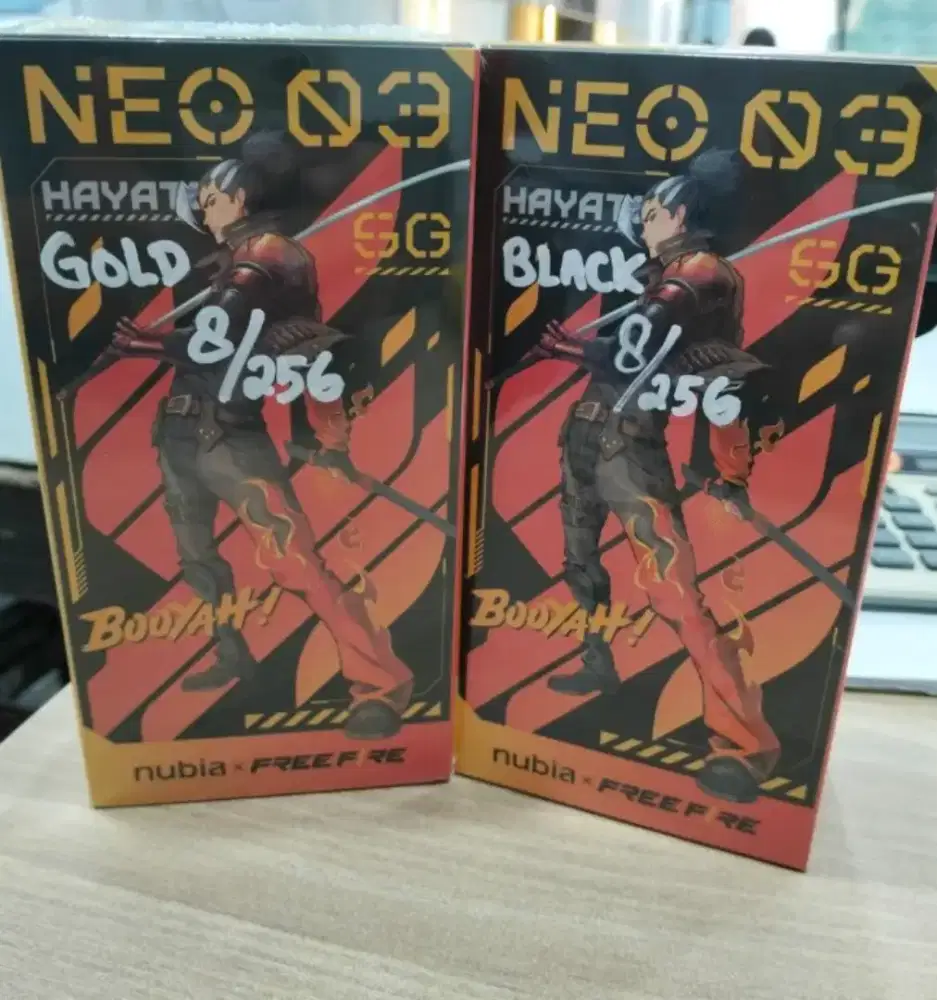 NEO 03
HAYATE
5G
GOLD
8/256
BOOYAH!
nubia × FREE FIRE
NEO 03
HAYATE
5G
BLACK
8/256
BOOYAH!
nubia × FREE FIRE